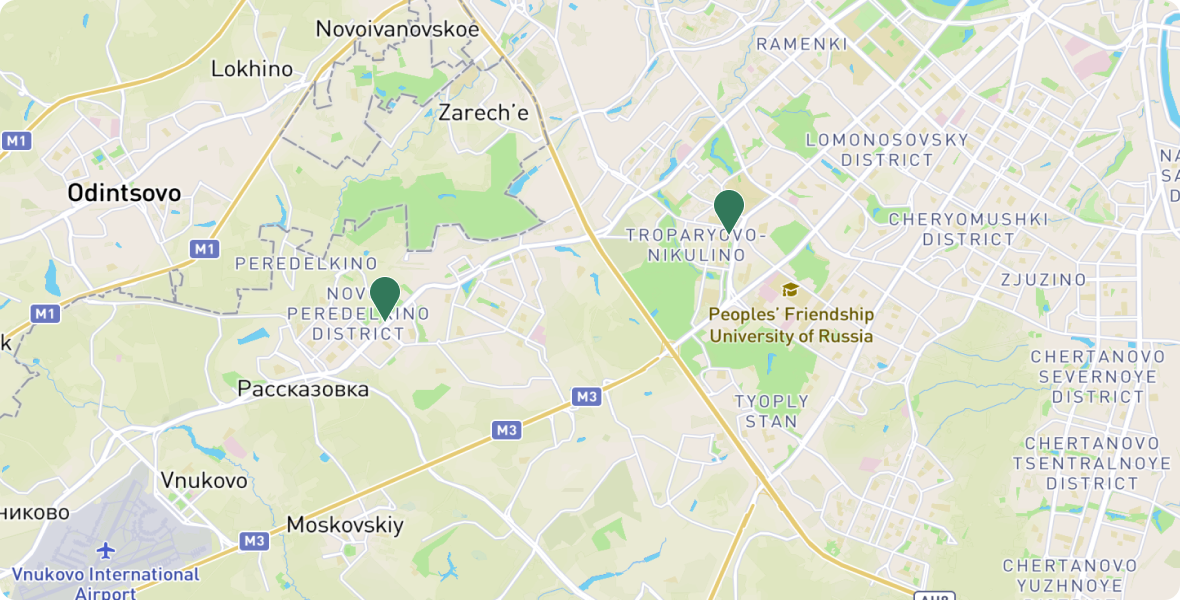 Novoivanovskoe
RAMENKI
Lokhino
Zarech’e
M1
LOMONOSOVSKY
DISTRICT
Odintsovo
CHERYOMUSHKI
DISTRICT
TROPARYOVO-
NIKULINO
M1
PEREDELKINO
ZJUZINO
NOV
PEREDELKINO
DISTRICT
M1
Peoples’ Friendship
University of Russia
CHERTANOVO
SEVERNOYE
DISTRICT
Рассказовка
M3
TYOPLY
STAN
M3
CHERTANOVO
TSENTRALNOYE
DISTRICT
Vnukovo
никово
Moskovskiy
M3
Vnukovo International
Airport
CHERTANOVO
YUZHNOYE